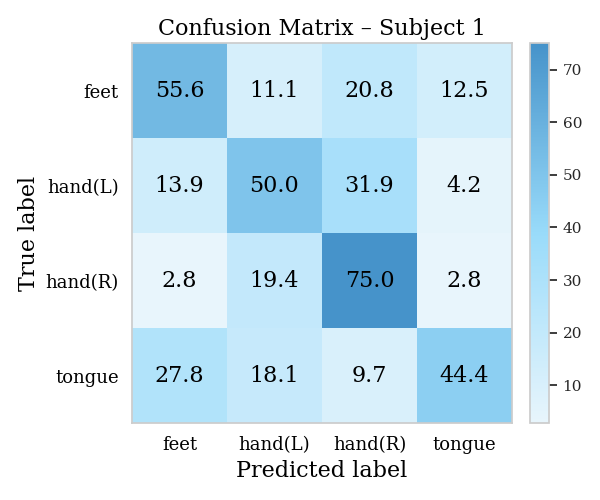 Confusion Matrix – Subject 1
feet 55.6 11.1 20.8 12.5
hand(L) 13.9 50.0 31.9 4.2
hand(R) 2.8 19.4 75.0 2.8
tongue 27.8 18.1 9.7 44.4
feet hand(L) hand(R) tongue
Predicted label
True label
70
60
50
40
30
20
10